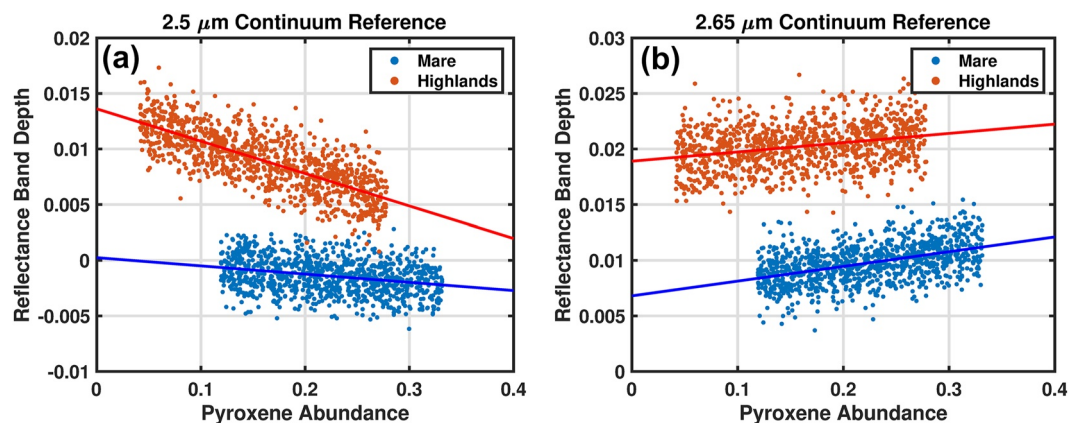 2.5 μm Continuum Reference
(a)
Mare
Highlands
Reflectance Band Depth
0.02
0.015
0.01
0.005
0
-0.005
-0.01
0
0.1
0.2
0.3
0.4
Pyroxene Abundance
2.65 μm Continuum Reference
(b)
Mare
Highlands
Reflectance Band Depth
0.03
0.025
0.02
0.015
0.01
0.005
0
0
0.1
0.2
0.3
0.4
Pyroxene Abundance